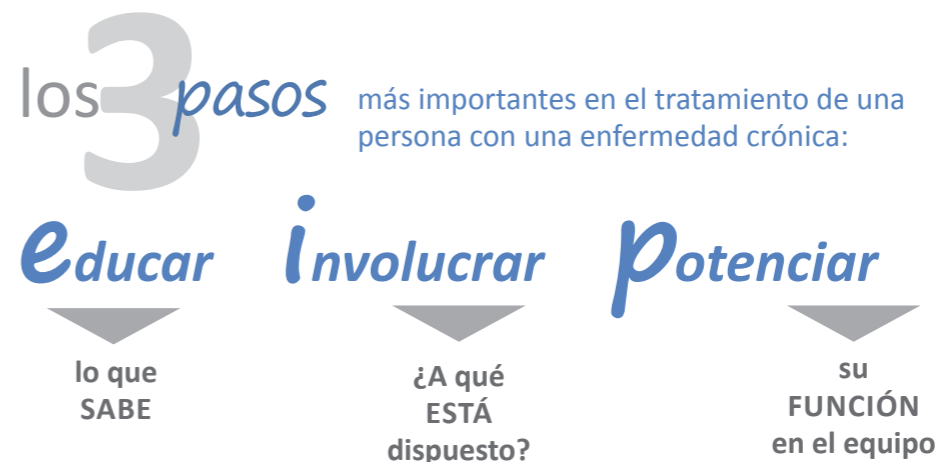 los 3 pasos
más importantes en el tratamiento de una
persona con una enfermedad crónica:
educar involucrar potenciar
lo que
SABE
¿A qué
ESTÁ
dispuesto?
su
FUNCIÓN
en el equipo